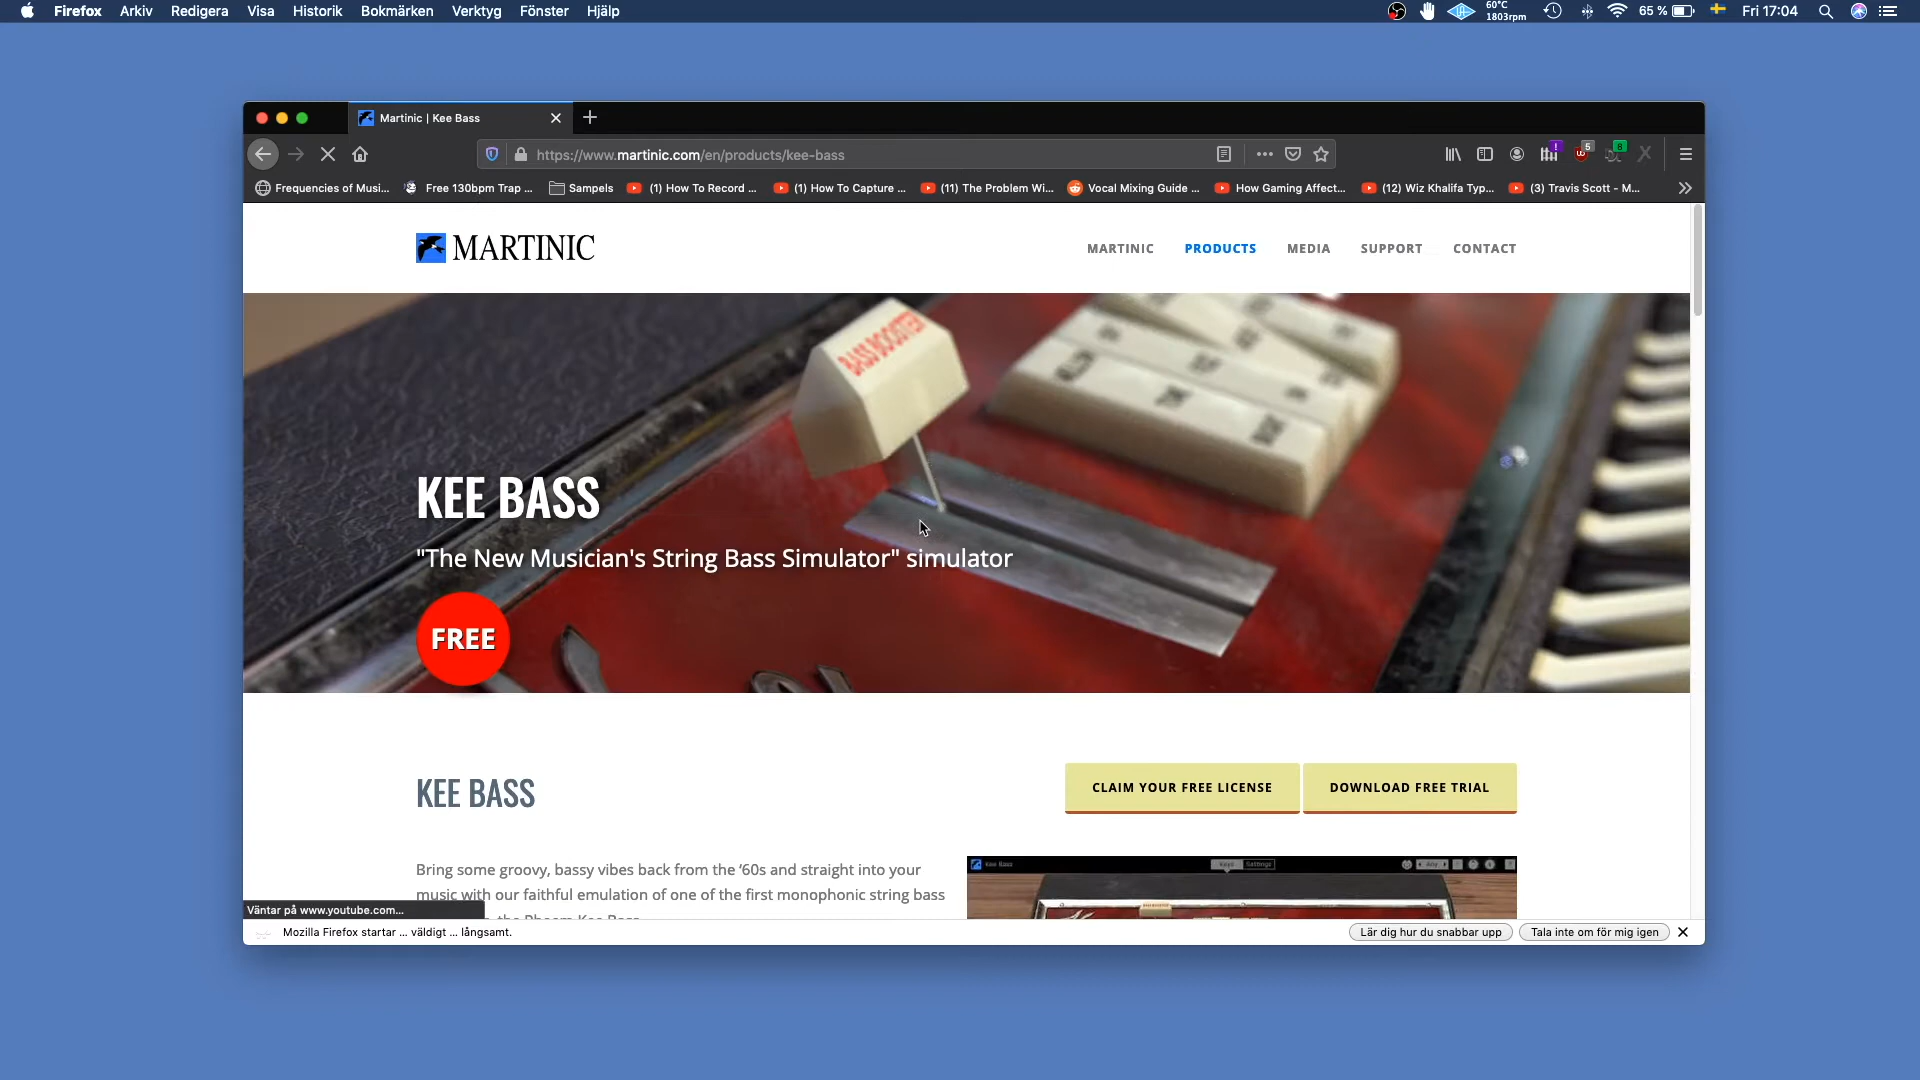 Firefox Arkiv Redigera Visa Historik Bokmärken Verktyg Fönster Hjälp
60°C
1803rpm
65 %
Fri 17:04
Martinic | Kee Bass
https://www.martinic.com/en/products/kee-bass
! 5 8
Frequencies of Musi...
Free 130bpm Trap ...
Sampels
(1) How To Record ...
(1) How To Capture ...
(11) The Problem Wi...
Vocal Mixing Guide ...
How Gaming Affect...
(12) Wiz Khalifa Typ...
(3) Travis Scott - M...
MARTINIC
MARTINIC PRODUCTS MEDIA SUPPORT CONTACT
BASS BOOSTER
KEE BASS
"The New Musician's String Bass Simulator" simulator
FREE
KEE BASS
CLAIM YOUR FREE LICENSE
DOWNLOAD FREE TRIAL
Bring some groovy, bassy vibes back from the '60s and straight into your
music with our faithful emulation of one of the first monophonic string bass
Kee Bass
Keys Settings
Any
Väntar på www.youtube.com...
Mozilla Firefox startar ... väldigt ... långsamt.
Lär dig hur du snabbar upp
Tala inte om för mig igen